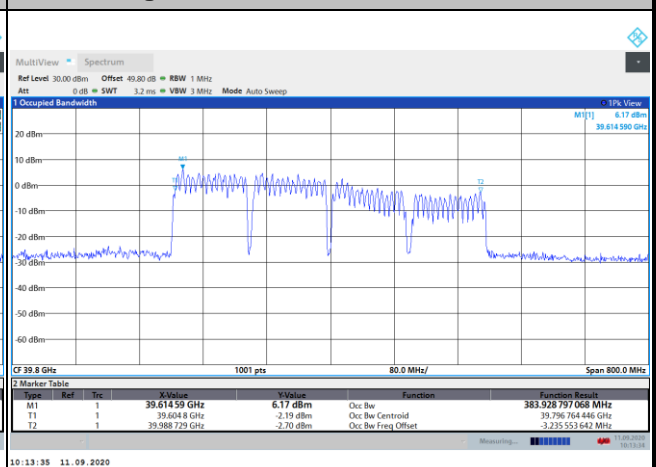 MultiView Spectrum
Ref Level 30.00 dBm Offset 49.80 dB RBW 1 MHz
Att 0 dB SWT 3.2 ms VBW 3 MHz Mode Auto Sweep
1 Occupied Bandwidth 1Pk View
M1[1] 6.17 dBm
39.614 590 GHz
20 dBm
10 dBm
M1
T1 T2
0 dBm
-10 dBm
-20 dBm
-30 dBm
-40 dBm
-50 dBm
-60 dBm
CF 39.8 GHz 1001 pts 80.0 MHz/ Span 800.0 MHz
2 Marker Table
Type Ref Trc X-Value Y-Value Function Function Result
M1 1 39.614 59 GHz 6.17 dBm Occ Bw 383.928 797 068 MHz
T1 1 39.604 8 GHz -2.19 dBm Occ Bw Centroid 39.796 764 446 GHz
T2 1 39.988 729 GHz -2.70 dBm Occ Bw Freq Offset -3.235 553 642 MHz
Measuring... 11.09.2020
10:13:34
10:13:35 11.09.2020